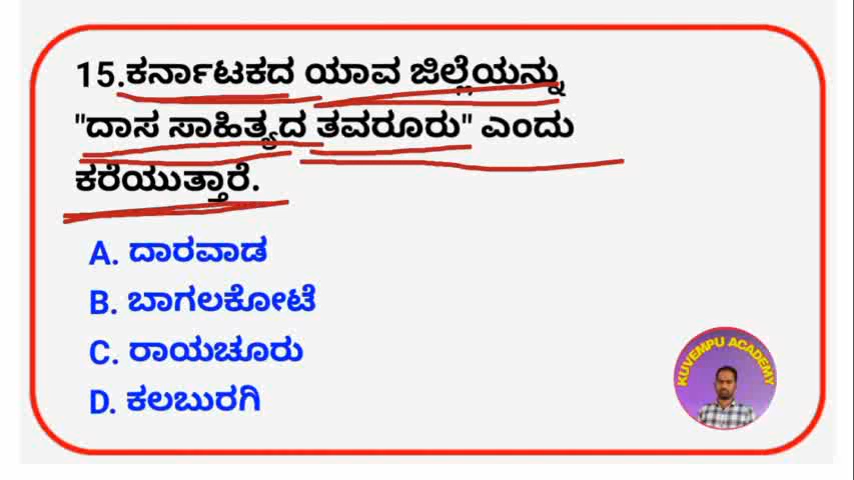 15.ಕರ್ನಾಟಕದ ಯಾವ ಜಿಲ್ಲೆಯನ್ನು
"ದಾಸ ಸಾಹಿತ್ಯದ ತವರೂರು" ಎಂದು
ಕರೆಯುತ್ತಾರೆ.
A. ದಾರವಾಡ
B. ಬಾಗಲಕೋಟೆ
C. ರಾಯಚೂರು
D. ಕಲಬುರಗಿ
KUVEMPU ACADEMY